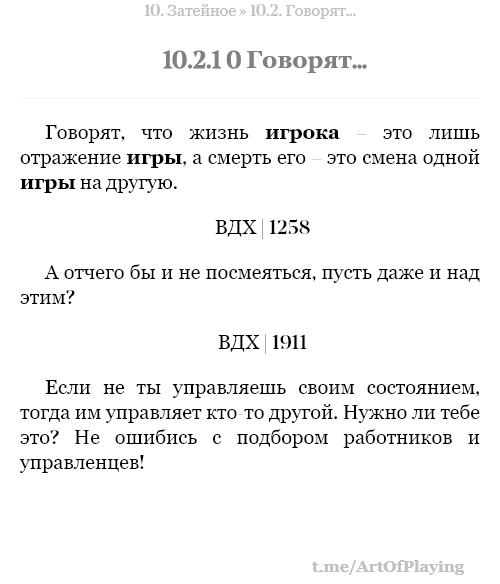 10. Затейное » 10.2. Говорят...
10.2.1 0 Говорят...
Говорят, что жизнь игрока – это лишь
отражение игры, а смерть его – это смена одной
игры на другую.
ВДХ | 1258
А отчего бы и не посмеяться, пусть даже и над
этим?
ВДХ | 1911
Если не ты управляешь своим состоянием,
тогда им управляет кто-то другой. Нужно ли тебе
это? Не ошибись с подбором работников и
управленцев!
t.me/ArtOfPlaying